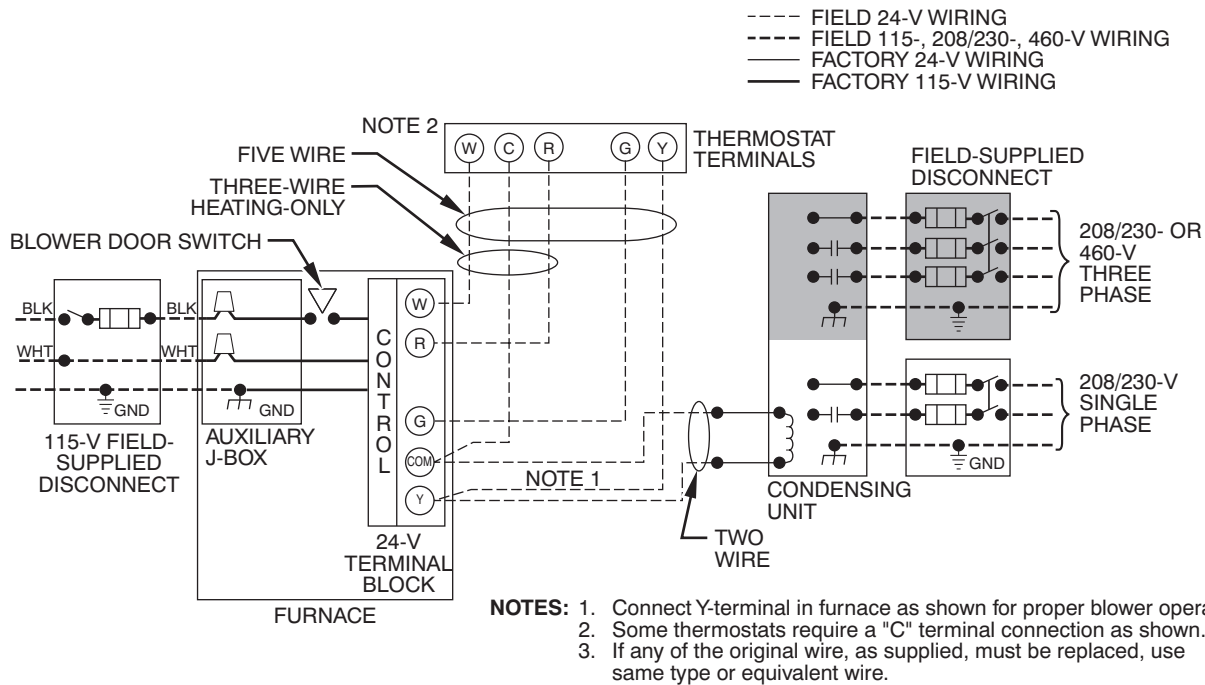 FIELD 24-V WIRING
FIELD 115-, 208/230-, 460-V WIRING
FACTORY 24-V WIRING
FACTORY 115-V WIRING
NOTE 2
W C R G Y
THERMOSTAT
TERMINALS
FIVE WIRE
THREE-WIRE
HEATING-ONLY
BLOWER DOOR SWITCH
FIELD-SUPPLIED
DISCONNECT
208/230- OR
460-V
THREE
PHASE
BLK
BLK
WHT
WHT
GND
GND
115-V FIELD-
SUPPLIED
DISCONNECT
AUXILIARY
J-BOX
CONTROL
W
R
G
COM
Y
24-V
TERMINAL
BLOCK
FURNACE
NOTE 1
TWO
WIRE
CONDENSING
UNIT
208/230-V
SINGLE
PHASE
GND
NOTES: 1. Connect Y-terminal in furnace as shown for proper blower opera
2. Some thermostats require a "C" terminal connection as shown.
3. If any of the original wire, as supplied, must be replaced, use
same type or equivalent wire.